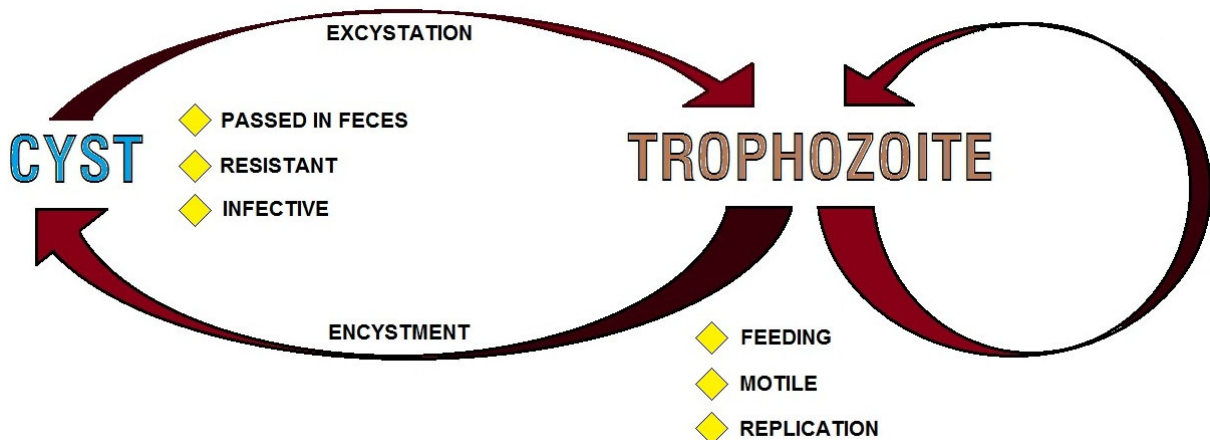 EXCYSTATION
PASSED IN FECES
CYST
RESISTANT
TROPHOZOITE
INFECTIVE
ENCYSTMENT
FEEDING
MOTILE
REPLICATION